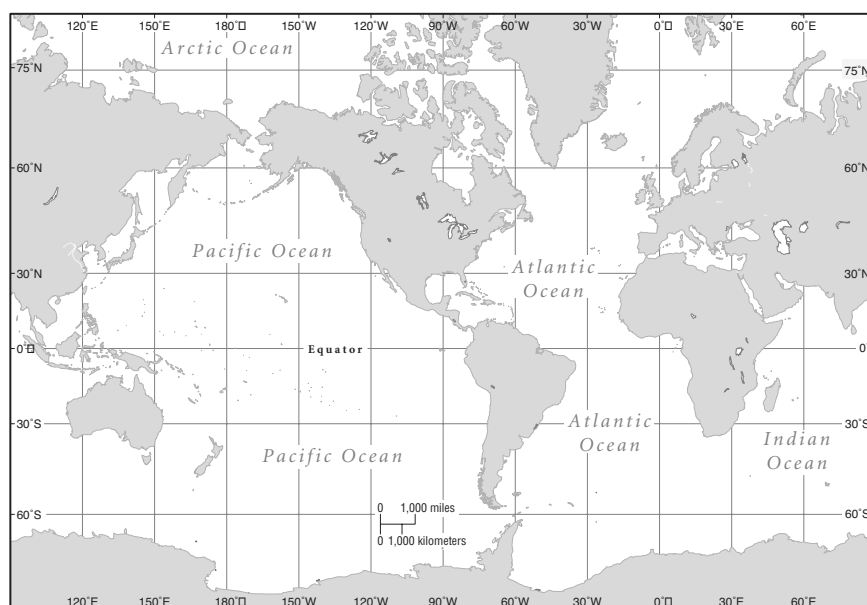 120˚E 150˚E 180˚E 150˚W 120˚W 90˚W 60˚W 30˚W 0˚ 30˚E 60˚E
Arctic Ocean
75˚N 75˚N
60˚N 60˚N
Pacific Ocean
Atlantic
Ocean
30˚N 30˚N
Equator
0˚ 0˚
30˚S 30˚S
Atlantic
Ocean
Indian
Ocean
Pacific Ocean
0 1,000 miles
60˚S 60˚S
0 1,000 kilometers
120˚E 150˚E 180˚E 150˚W 120˚W 90˚W 60˚W 30˚W 0˚ 30˚E 60˚E